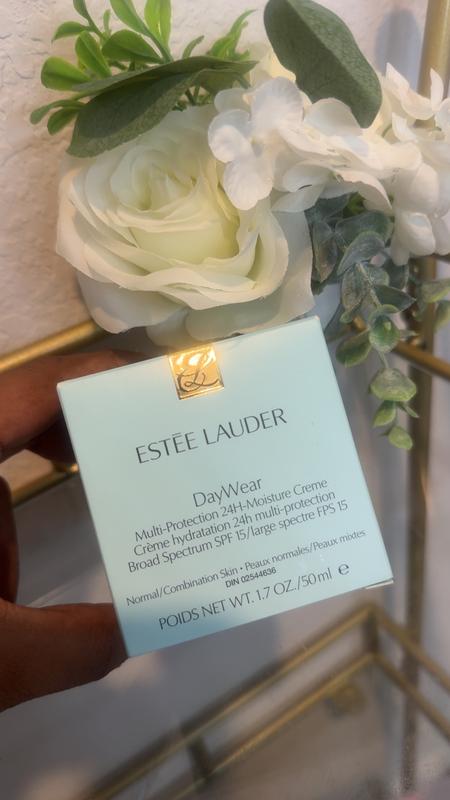 ESTĒE LAUDER
DayWear
Multi-Protection 24H-Moisture Creme
Crème hydratation 24h multi-protection
Broad Spectrum SPF 15/large spectre FPS 15
Normal/Combination Skin • Peaux normales/Peaux mixtes
DIN 02544636
POIDS NET WT. 1.7 OZ./50 ml ℮